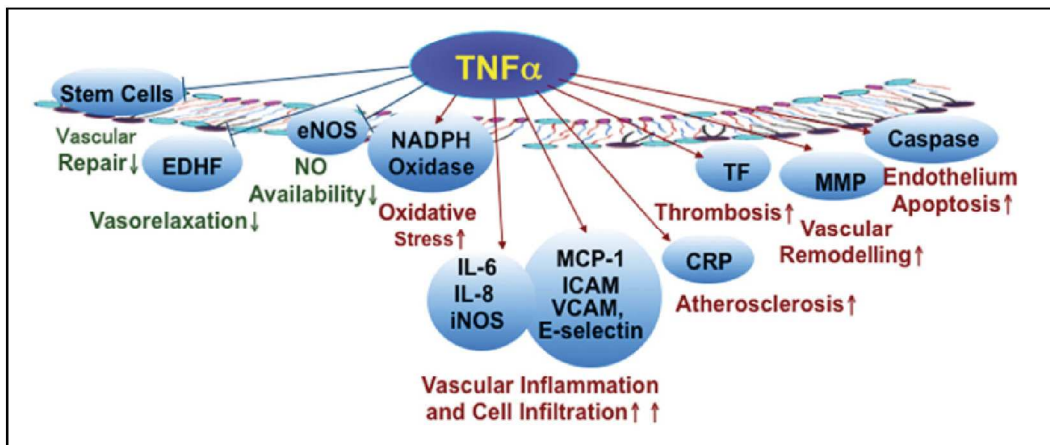 TNFα
Stem Cells
Vascular
Repair↓
EDHF
Vasorelaxation↓
eNOS
NO
Availability↓
NADPH
Oxidase
Oxidative
Stress↑
IL-6
IL-8
iNOS
MCP-1
ICAM
VCAM,
E-selectin
Vascular Inflammation
and Cell Infiltration↑ ↑
CRP
Atherosclerosis↑
TF
Thrombosis↑
MMP
Vascular
Remodelling↑
Caspase
Endothelium
Apoptosis↑